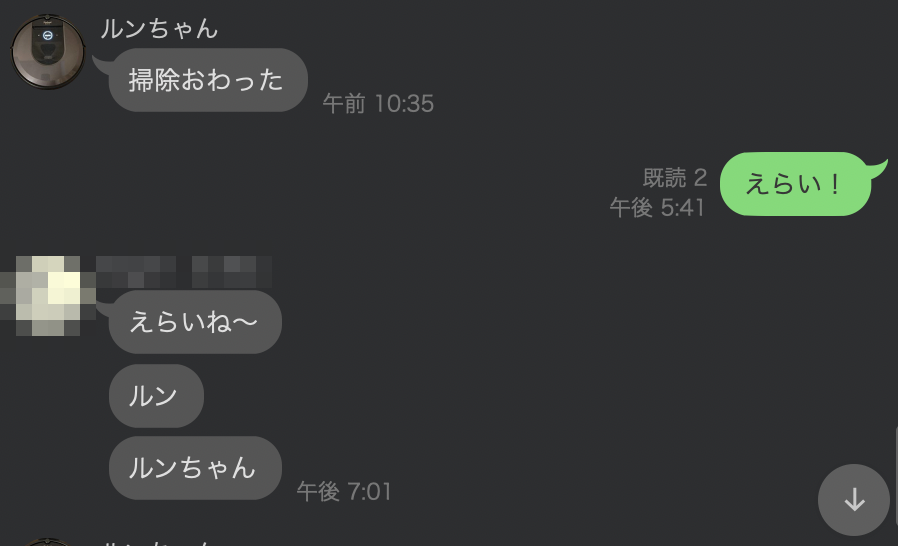 ルンちゃん
掃除おわった
午前 10:35
えらい！
既読 2
午後 5:41
えらいね〜
ルン
ルンちゃん
午後 7:01